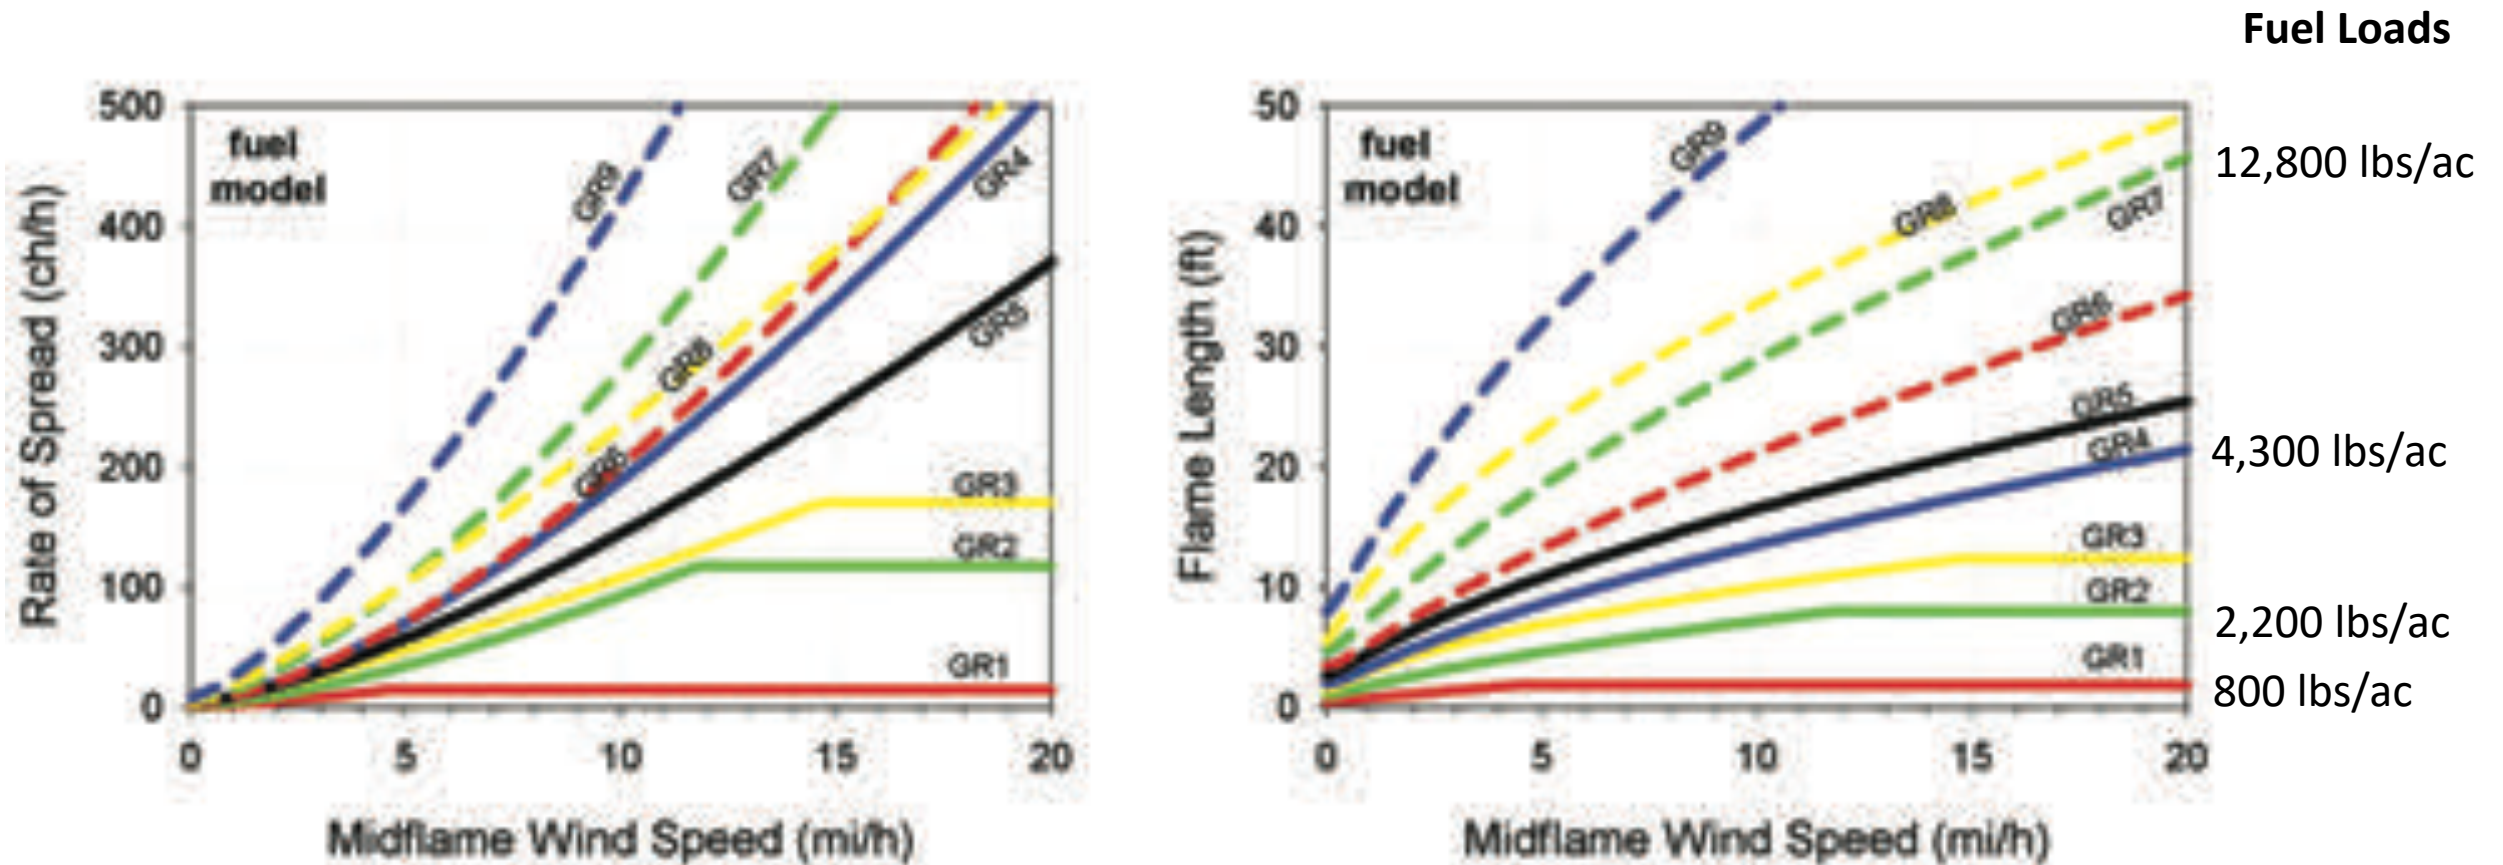 Fuel Loads
500
400
300
200
100
0
Rate of Spread (ch/h)
fuel
model
GR9
GR7
GR8
GR6
GR4
GR5
GR3
GR2
GR1
0 5 10 15 20
Midflame Wind Speed (mi/h)
50
40
30
20
10
0
Flame Length (ft)
fuel
model
GR9
GR8
GR7
GR6
GR5
GR4
GR3
GR2
GR1
0 5 10 15 20
Midflame Wind Speed (mi/h)
12,800 lbs/ac
4,300 lbs/ac
2,200 lbs/ac
800 lbs/ac